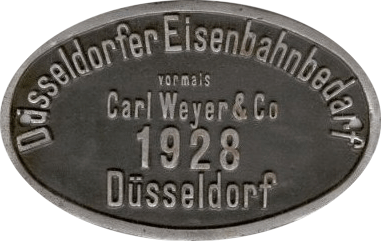 Düsseldorfer Eisenbahnbedarf
vormals
Carl Weyer & Co
1928
Düsseldorf